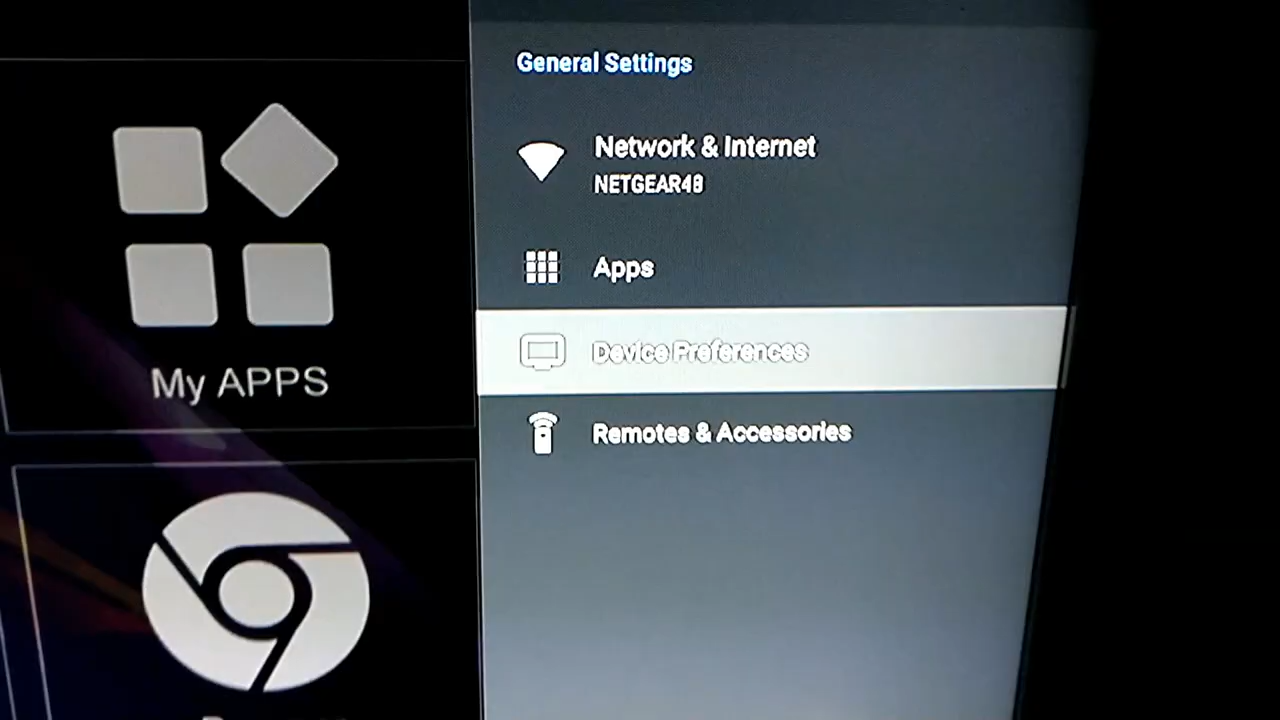 General Settings
Network & Internet
NETGEAR48
Apps
Device Preferences
Remotes & Accessories
My APPS